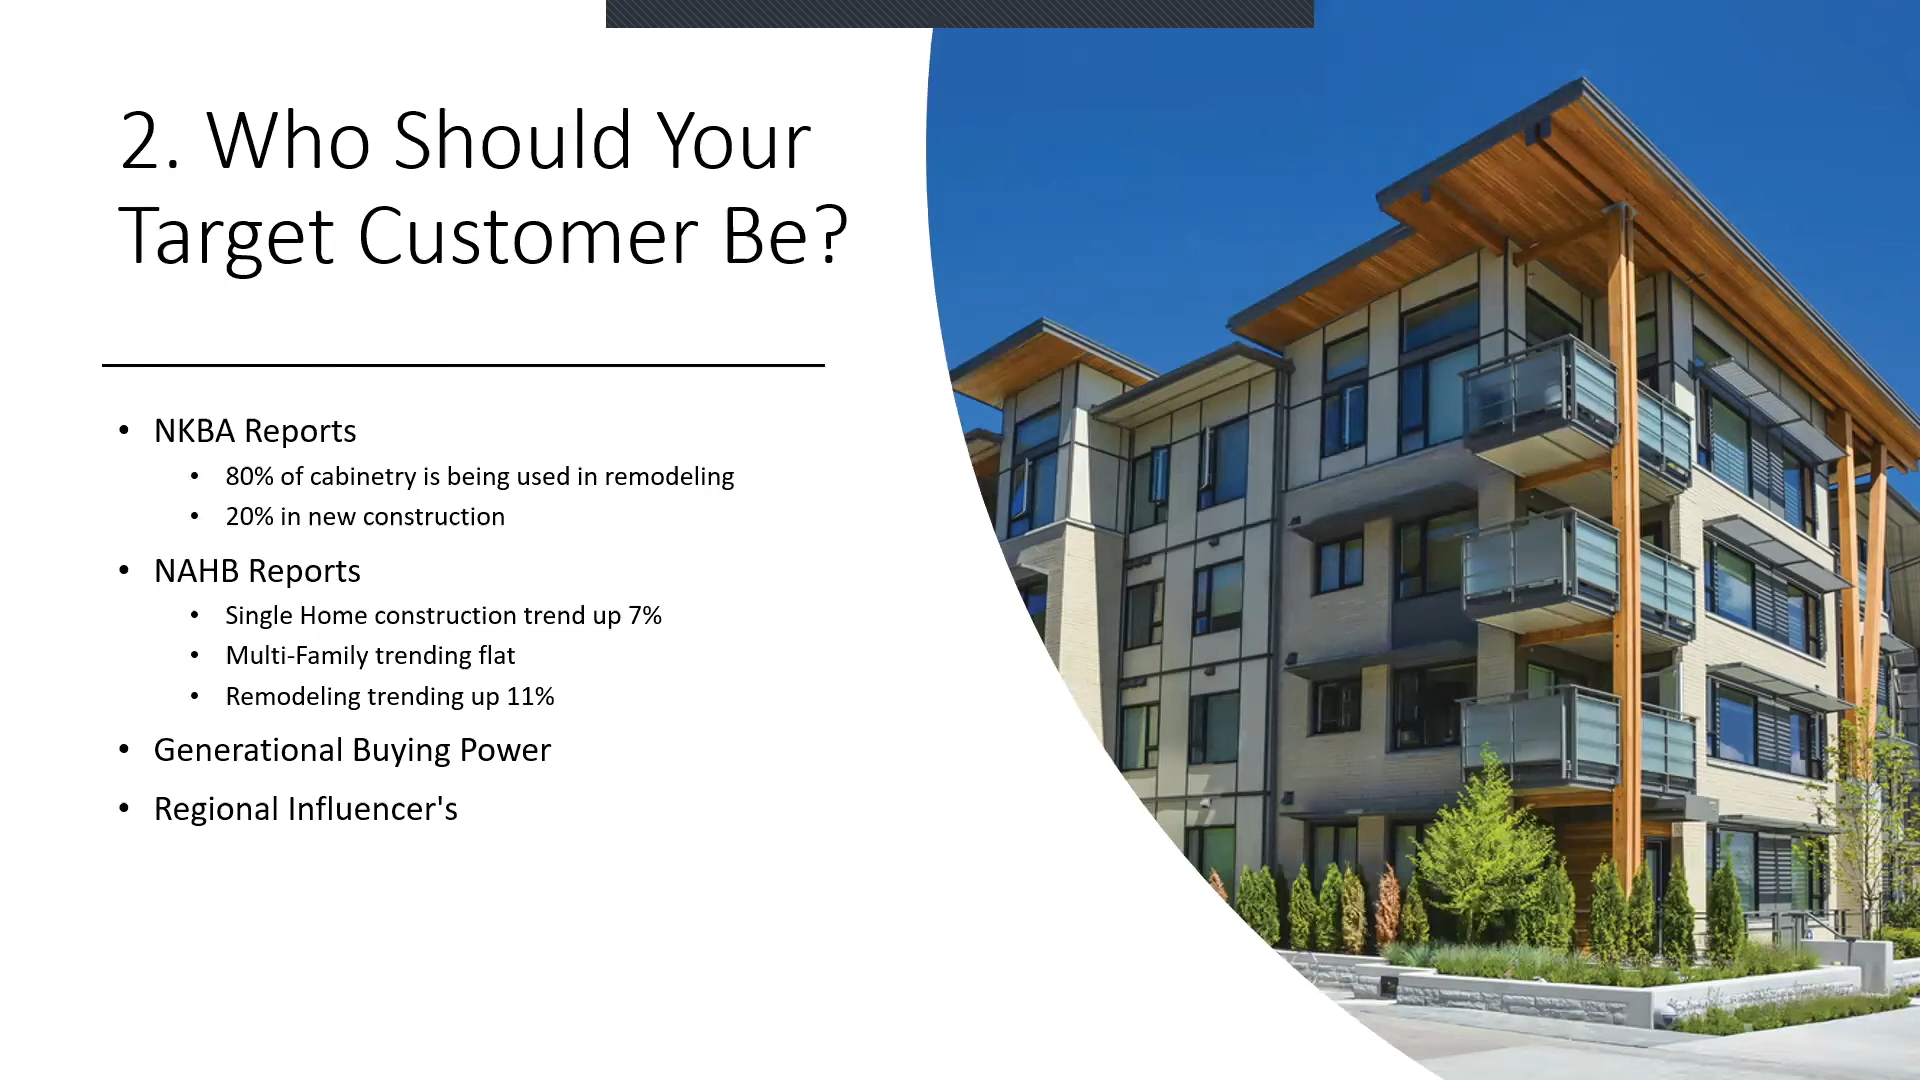 2. Who Should Your
Target Customer Be?
• NKBA Reports
• 80% of cabinetry is being used in remodeling
• 20% in new construction
• NAHB Reports
• Single Home construction trend up 7%
• Multi-Family trending flat
• Remodeling trending up 11%
• Generational Buying Power
• Regional Influencer's